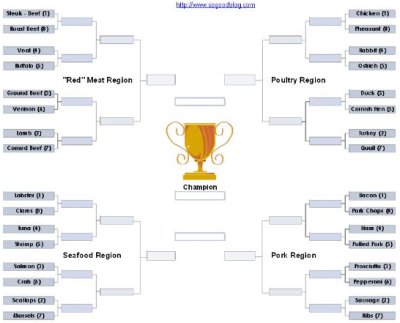 http://www.sogoodblog.com
Steak - Beef (1)
Roast Beef (8)
Veal (4)
Buffalo (5)
"Red" Meat Region
Ground Beef (3)
Venison (6)
Lamb (2)
Corned Beef (7)
Chicken (1)
Pheasant (8)
Rabbit (4)
Ostich (5)
Poultry Region
Duck (3)
Cornish Hen (6)
Turkey (2)
Quail (7)
Champion
Lobster (1)
Clams (8)
Tuna (4)
Shrimp (5)
Seafood Region
Salmon (3)
Crab (6)
Scallops (2)
Mussels (7)
Bacon (1)
Pork Chops (8)
Ham (4)
Pulled Pork (5)
Pork Region
Prosciutto (3)
Pepperoni (6)
Sausage (2)
Ribs (7)